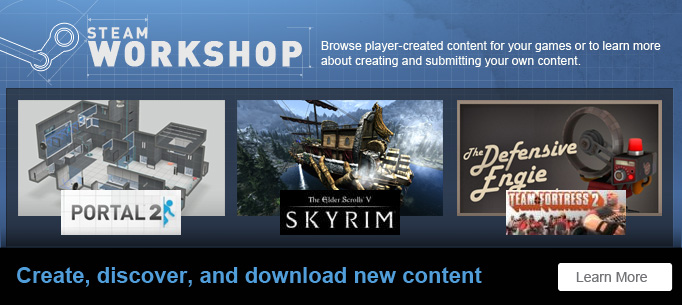 STEAM
WORKSHOP
Browse player-created content for your games or to learn more
about creating and submitting your own content.
The
Defensive
Engie
PORTAL 2
The Elder Scrolls V
SKYRIM
TEAM FORTRESS 2
Create, discover, and download new content
Learn More